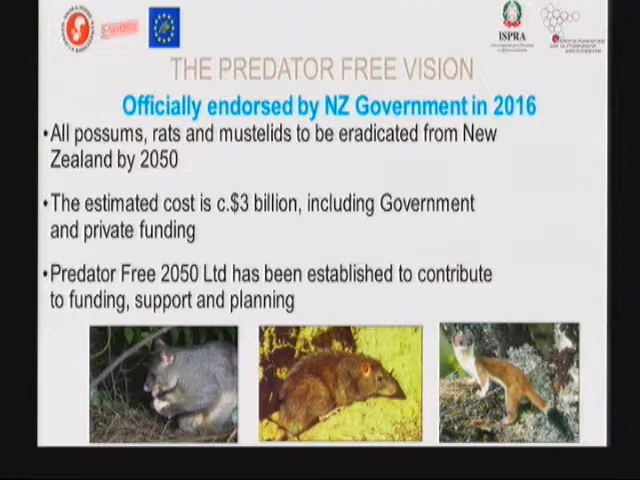 ISPRA
THE PREDATOR FREE VISION
Officially endorsed by NZ Government in 2016
•All possums, rats and mustelids to be eradicated from New
Zealand by 2050
•The estimated cost is c.$3 billion, including Government
and private funding
•Predator Free 2050 Ltd has been established to contribute
to funding, support and planning